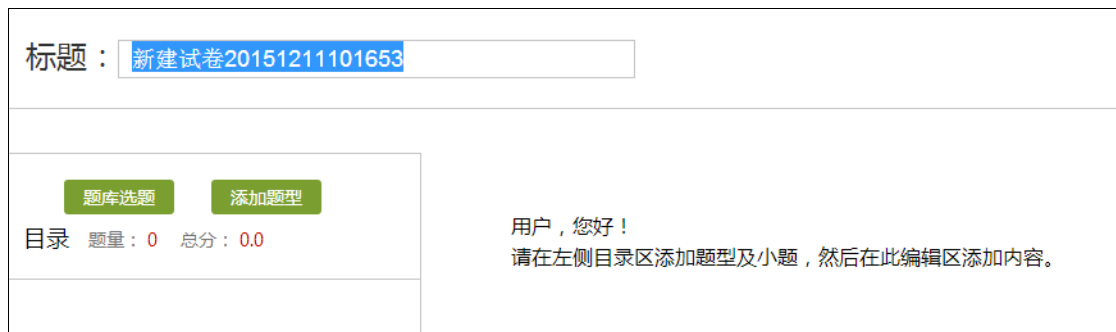 标题：新建试卷20151211101653
题库选题 添加题型
目录 题量：0 总分：0.0
用户，您好！
请在左侧目录区添加题型及小题，然后在此编辑区添加内容。